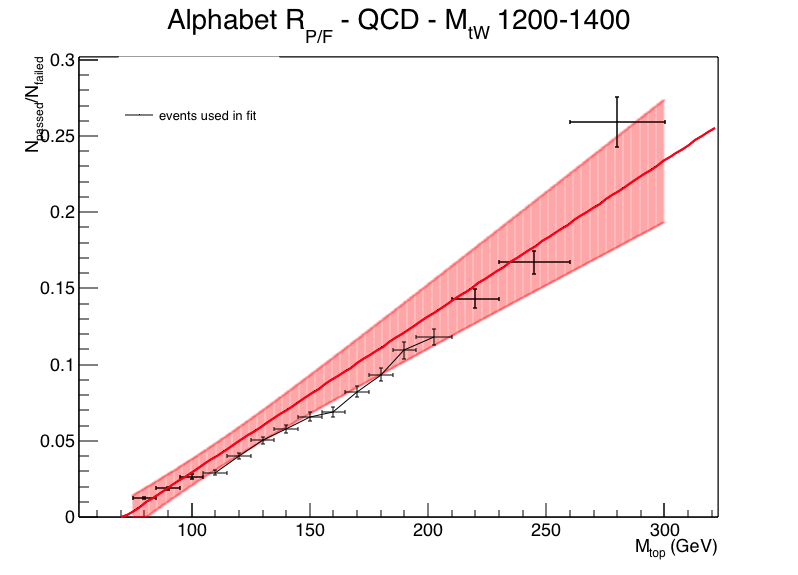 Alphabet R_P/F - QCD - M_tW 1200-1400
0.3
N_passed/N_failed
events used in fit
0.25
0.2
0.15
0.1
0.05
0
100 150 200 250 300
M_top (GeV)